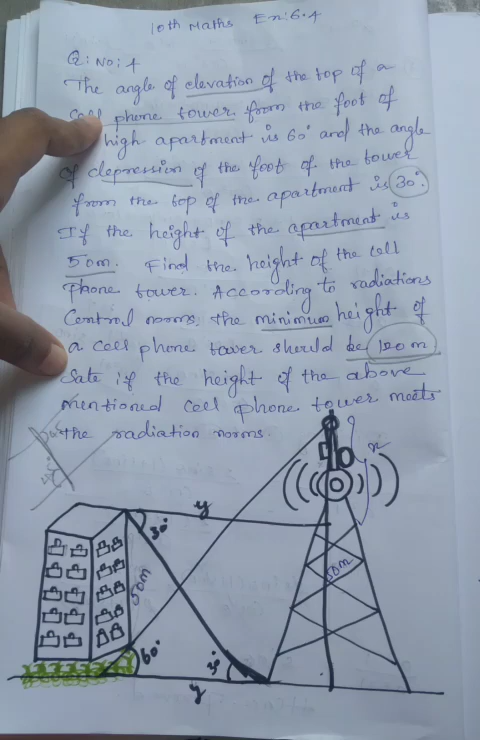 10th Maths Ex: 6.4
Q: No; 4
The angle of elevation of the top of a
cell phone tower from the foot of
high apartment is 60° and the angle
of depression of the foot of the tower
from the top of the apartment is 30°.
If the height of the apartment is
50m. Find the height of the cell
Phone tower. According to radiations
Control norms, the minimum height of
a cell phone tower should be 120 m
Sate if the height of the above
mentioned cell phone tower meets
the radiation norms.
x
y
30°
50m
50m
60°
30°
y